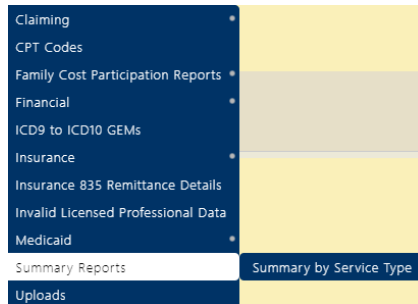 Claiming
CPT Codes
Family Cost Participation Reports
Financial
ICD9 to ICD10 GEMs
Insurance
Insurance 835 Remittance Details
Invalid Licensed Professional Data
Medicaid
Summary Reports
Summary by Service Type
Uploads